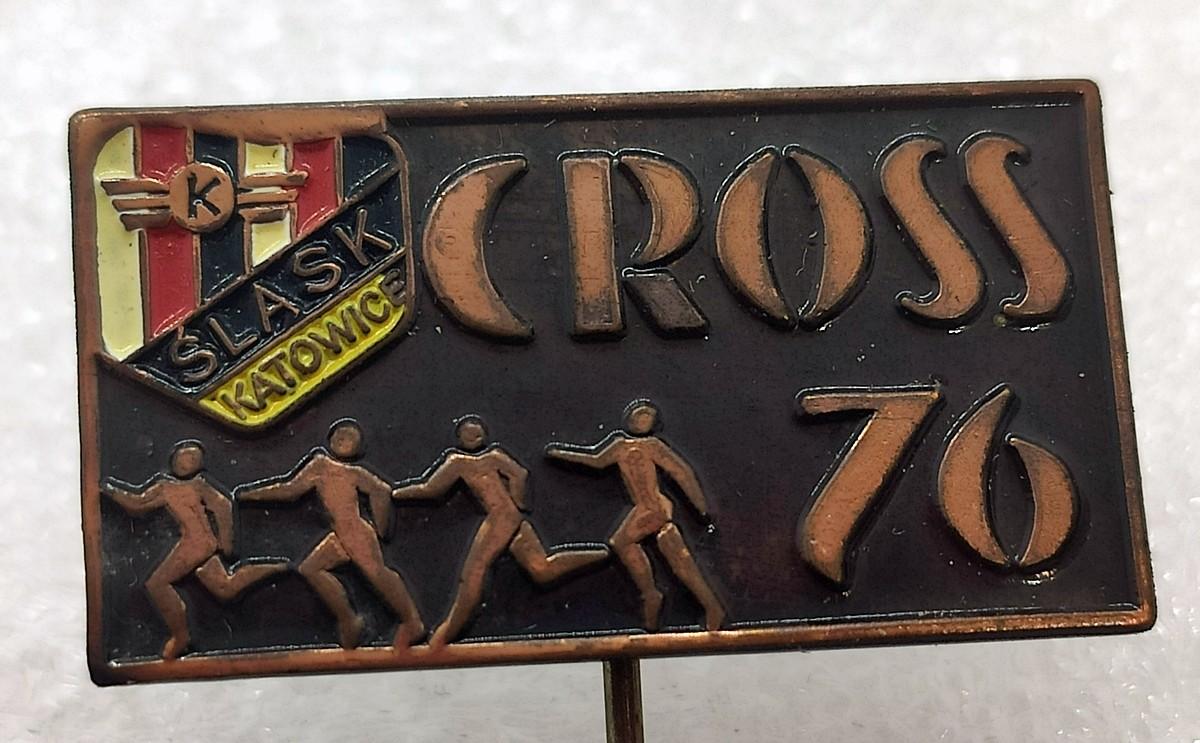 K
ŚLĄSK
KATOWICE
CROSS
76